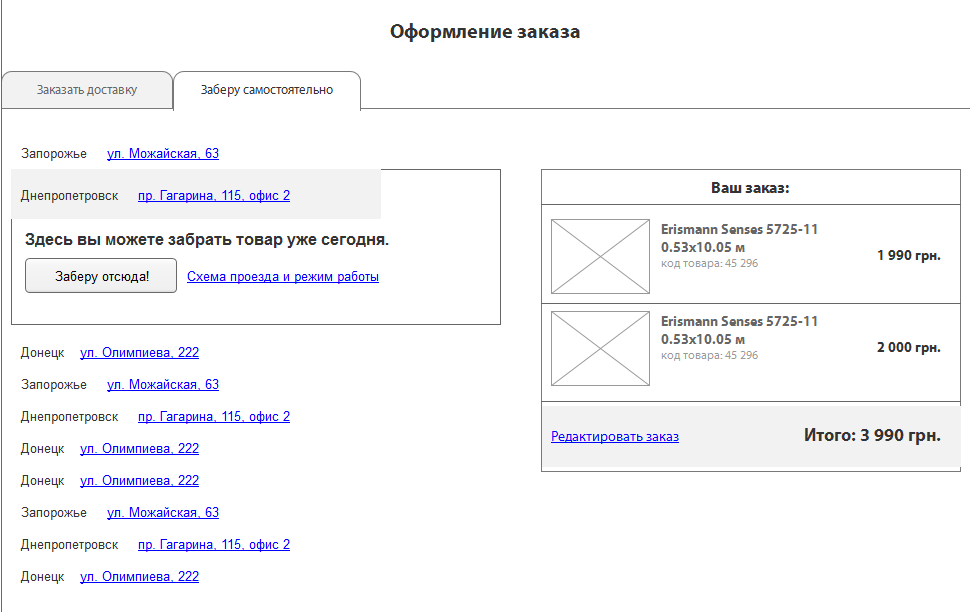 Оформление заказа
Заказать доставку
Заберу самостоятельно
Запорожье ул. Можайская, 63
Днепропетровск пр. Гагарина, 115, офис 2
Здесь вы можете забрать товар уже сегодня.
Заберу отсюда! Схема проезда и режим работы
Донецк ул. Олимпиева, 222
Запорожье ул. Можайская, 63
Днепропетровск пр. Гагарина, 115, офис 2
Донецк ул. Олимпиева, 222
Донецк ул. Олимпиева, 222
Запорожье ул. Можайская, 63
Днепропетровск пр. Гагарина, 115, офис 2
Донецк ул. Олимпиева, 222
Ваш заказ:
Erismann Senses 5725-11
0.53x10.05 м
код товара: 45 296
1 990 грн.
Erismann Senses 5725-11
0.53x10.05 м
код товара: 45 296
2 000 грн.
Редактировать заказ
Итого: 3 990 грн.